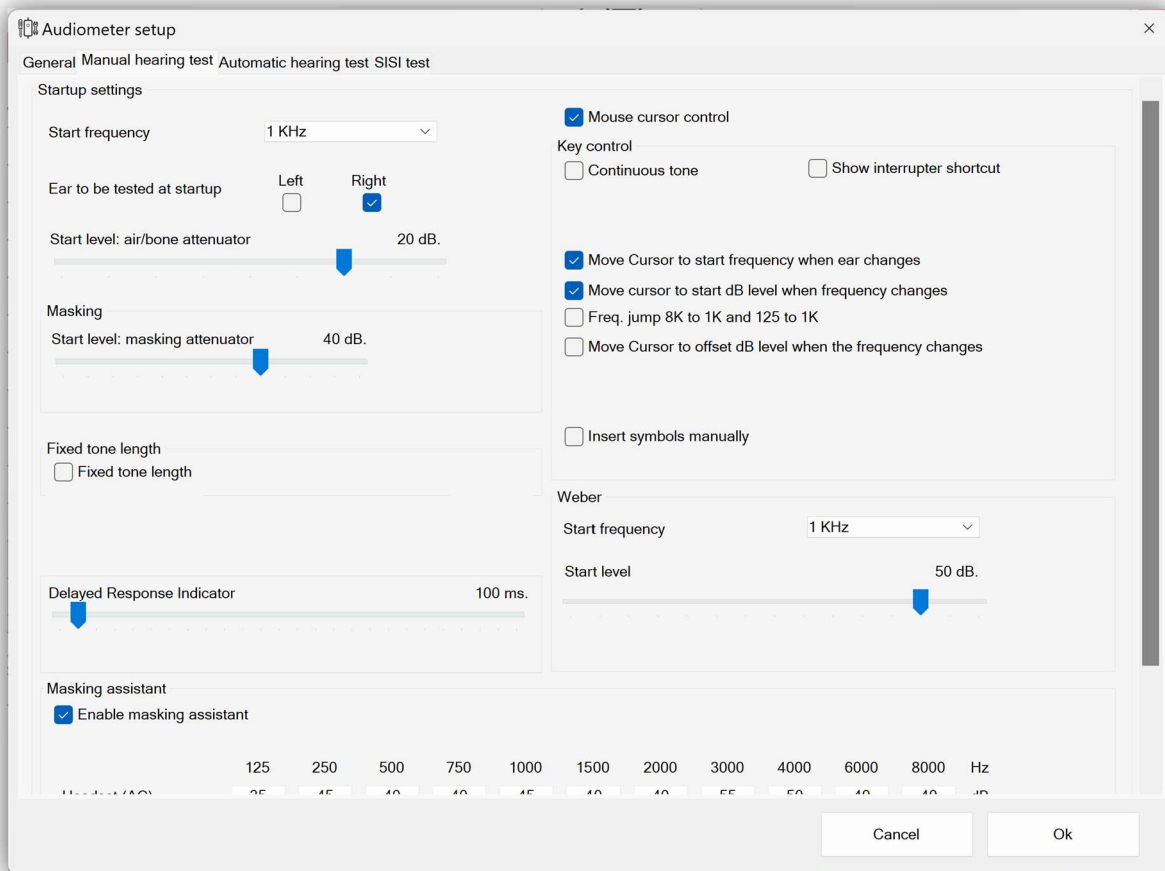 Audiometer setup
General Manual hearing test Automatic hearing test SISI test
Startup settings
Start frequency 1 KHz
Ear to be tested at startup Left Right
Start level: air/bone attenuator 20 dB.
Masking
Start level: masking attenuator 40 dB.
Fixed tone length
Fixed tone length
Delayed Response Indicator 100 ms.
Mouse cursor control
Key control
Continuous tone Show interrupter shortcut
Move Cursor to start frequency when ear changes
Move cursor to start dB level when frequency changes
Freq. jump 8K to 1K and 125 to 1K
Move Cursor to offset dB level when the frequency changes
Insert symbols manually
Weber
Start frequency 1 KHz
Start level 50 dB.
Masking assistant
Enable masking assistant
125 250 500 750 1000 1500 2000 3000 4000 6000 8000 Hz
Cancel Ok